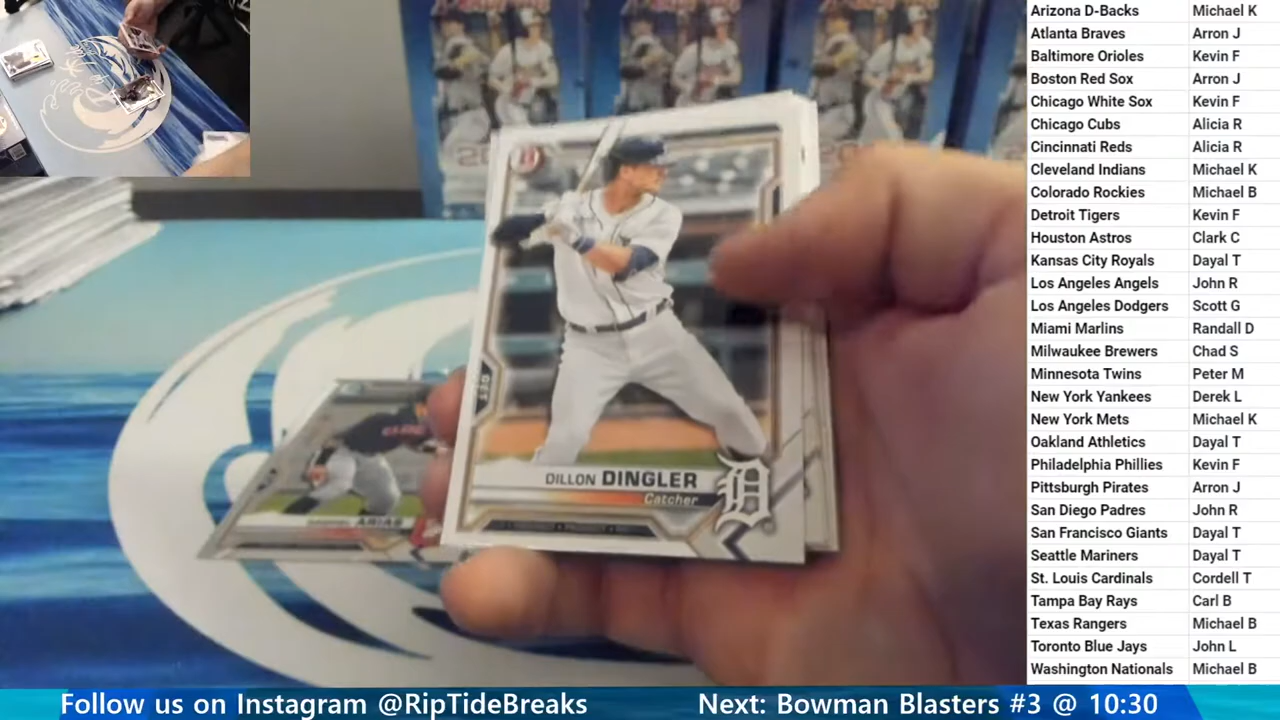 DILLON DINGLER
Catcher
ARIAS
Arizona D-Backs Michael K
Atlanta Braves Arron J
Baltimore Orioles Kevin F
Boston Red Sox Arron J
Chicago White Sox Kevin F
Chicago Cubs Alicia R
Cincinnati Reds Alicia R
Cleveland Indians Michael K
Colorado Rockies Michael B
Detroit Tigers Kevin F
Houston Astros Clark C
Kansas City Royals Dayal T
Los Angeles Angels John R
Los Angeles Dodgers Scott G
Miami Marlins Randall D
Milwaukee Brewers Chad S
Minnesota Twins Peter M
New York Yankees Derek L
New York Mets Michael K
Oakland Athletics Dayal T
Philadelphia Phillies Kevin F
Pittsburgh Pirates Arron J
San Diego Padres John R
San Francisco Giants Dayal T
Seattle Mariners Dayal T
St. Louis Cardinals Cordell T
Tampa Bay Rays Carl B
Texas Rangers Michael B
Toronto Blue Jays John L
Washington Nationals Michael B
Follow us on Instagram @RipTideBreaks Next: Bowman Blasters #3 @ 10:30